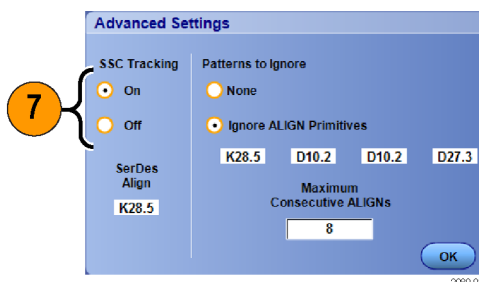 Advanced Settings
SSC Tracking
On
Off
SerDes
Align
K28.5
Patterns to Ignore
None
Ignore ALIGN Primitives
K28.5 D10.2 D10.2 D27.3
Maximum
Consecutive ALIGNs
8
OK
7